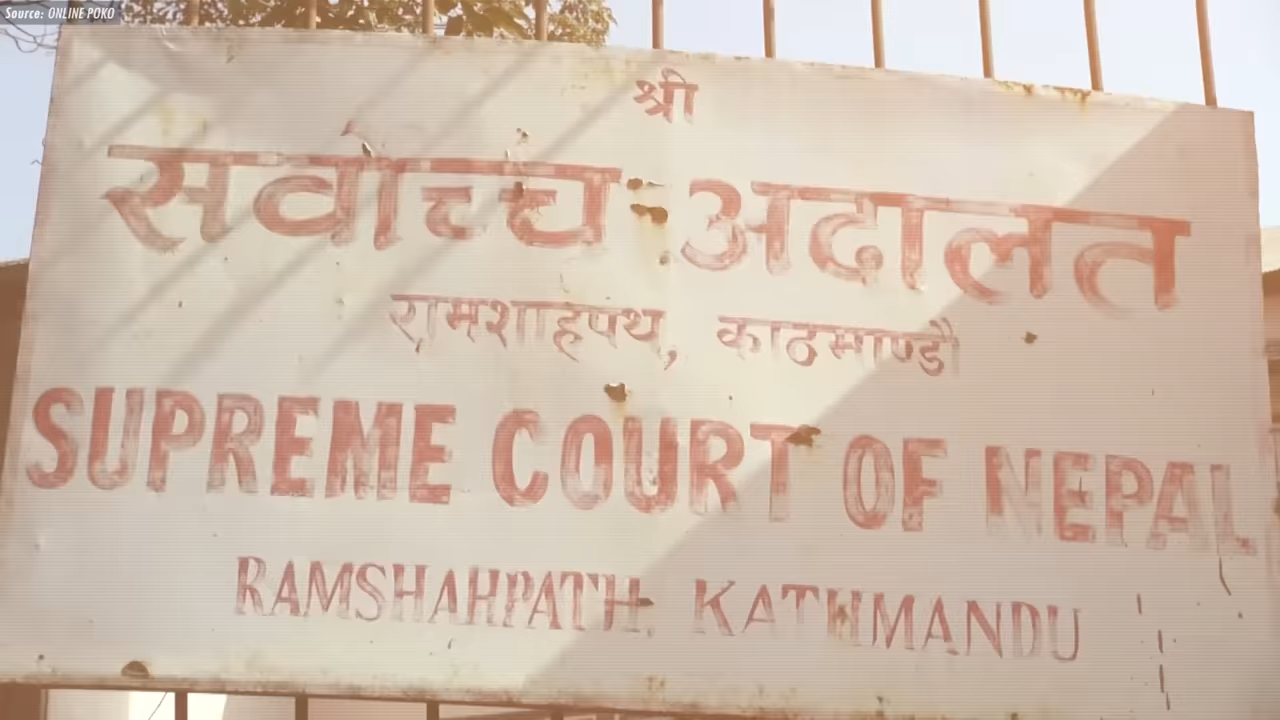 Source: ONLINE POKO
श्री
सर्वोच्च अदालत
रामशाहपथ, काठमाण्डौ
SUPREME COURT OF NEPAL
RAMSHAHPATH, KATHMANDU